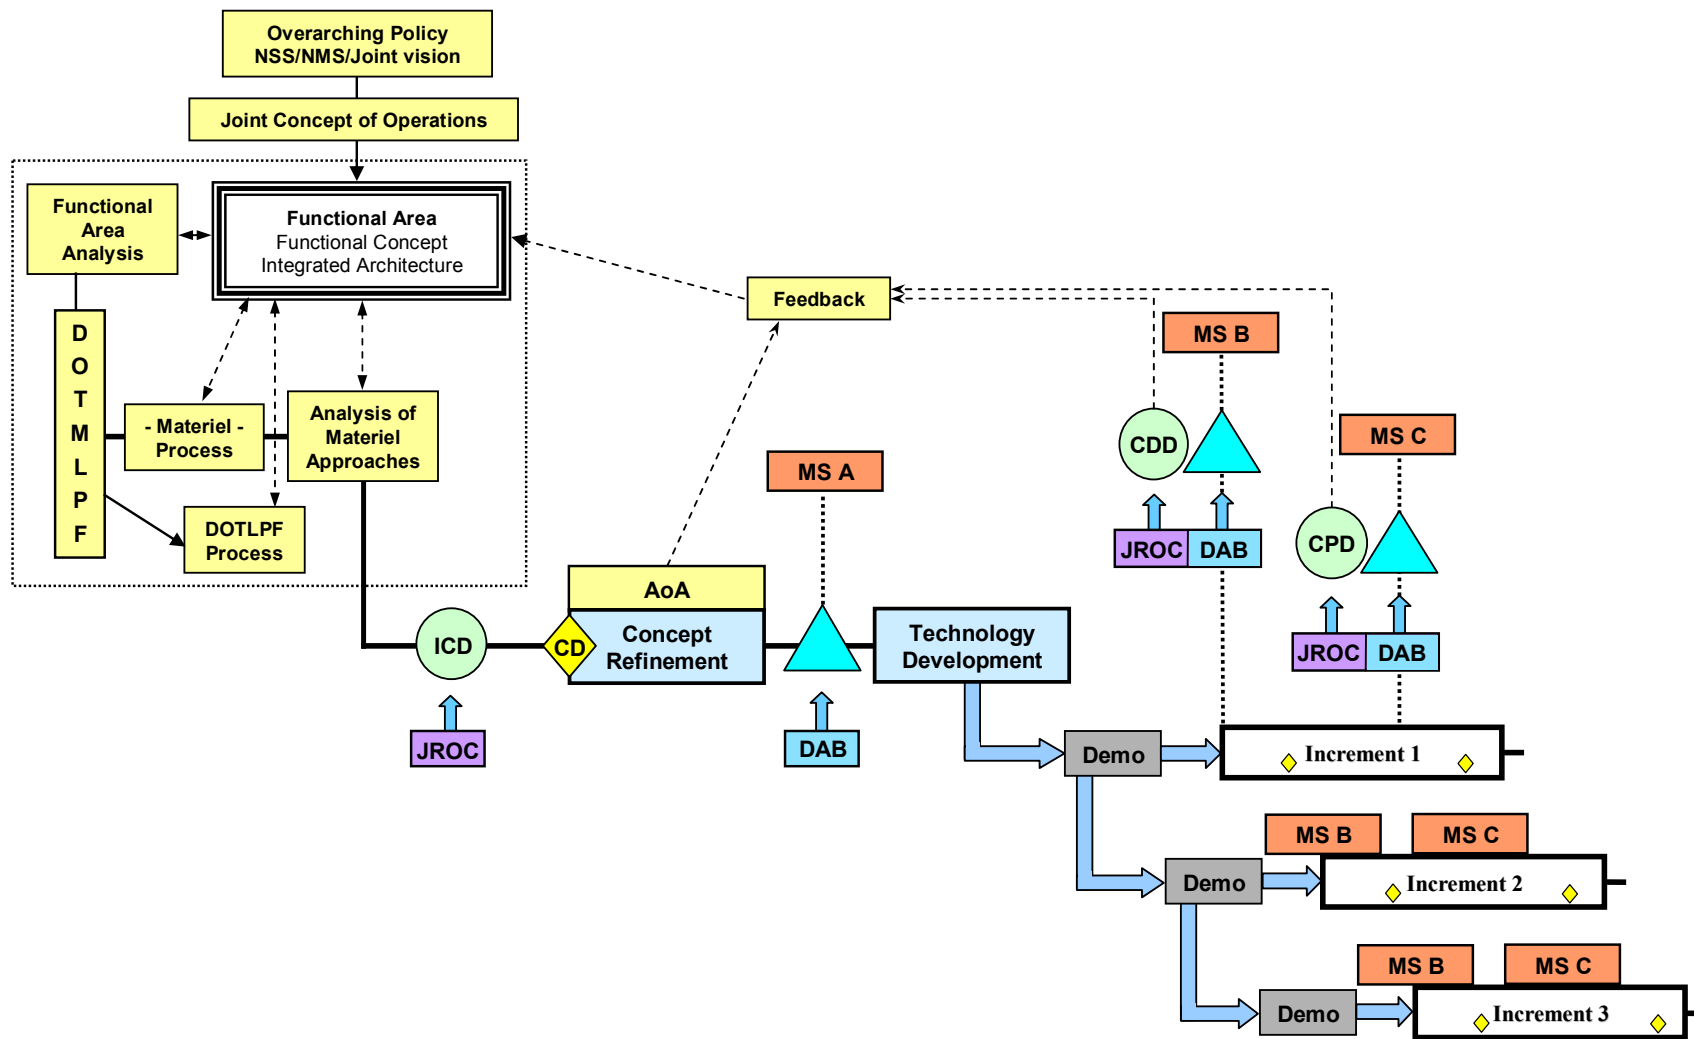 Overarching Policy
NSS/NMS/Joint vision
Joint Concept of Operations
Functional
Area
Analysis
Functional Area
Functional Concept
Integrated Architecture
Feedback
D
O
T
M
L
P
F
- Materiel -
Process
Analysis of
Materiel
Approaches
DOTLPF
Process
MS B
CDD
MS C
MS A
JROC
DAB
CPD
AoA
ICD
CD
Concept
Refinement
Technology
Development
JROC
DAB
JROC
DAB
Demo
Increment 1
MS B
MS C
Demo
Increment 2
MS B
MS C
Demo
Increment 3